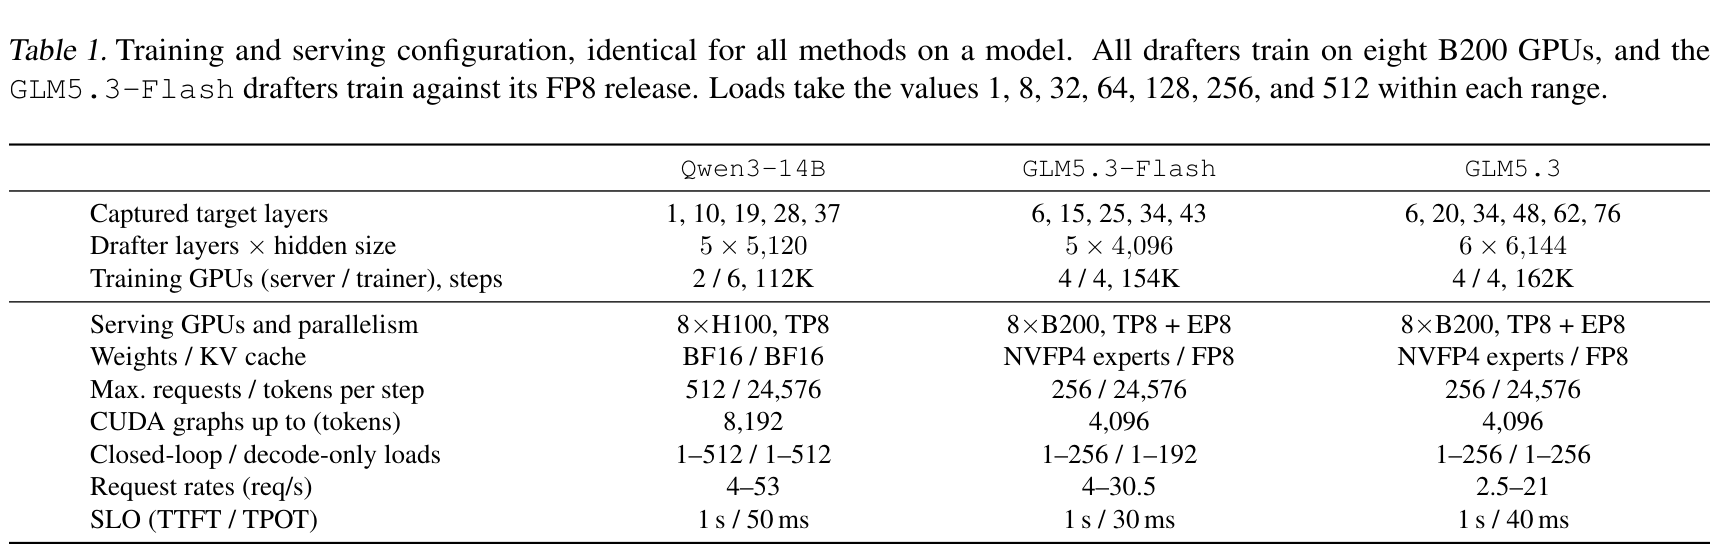 Table 1. Training and serving configuration, identical for all methods on a model. All drafters train on eight B200 GPUs, and the
GLM5.3-Flash drafters train against its FP8 release. Loads take the values 1, 8, 32, 64, 128, 256, and 512 within each range.
Qwen3-14B GLM5.3-Flash GLM5.3
Captured target layers 1, 10, 19, 28, 37 6, 15, 25, 34, 43 6, 20, 34, 48, 62, 76
Drafter layers × hidden size 5 × 5,120 5 × 4,096 6 × 6,144
Training GPUs (server / trainer), steps 2 / 6, 112K 4 / 4, 154K 4 / 4, 162K
Serving GPUs and parallelism 8×H100, TP8 8×B200, TP8 + EP8 8×B200, TP8 + EP8
Weights / KV cache BF16 / BF16 NVFP4 experts / FP8 NVFP4 experts / FP8
Max. requests / tokens per step 512 / 24,576 256 / 24,576 256 / 24,576
CUDA graphs up to (tokens) 8,192 4,096 4,096
Closed-loop / decode-only loads 1–512 / 1–512 1–256 / 1–192 1–256 / 1–256
Request rates (req/s) 4–53 4–30.5 2.5–21
SLO (TTFT / TPOT) 1 s / 50 ms 1 s / 30 ms 1 s / 40 ms